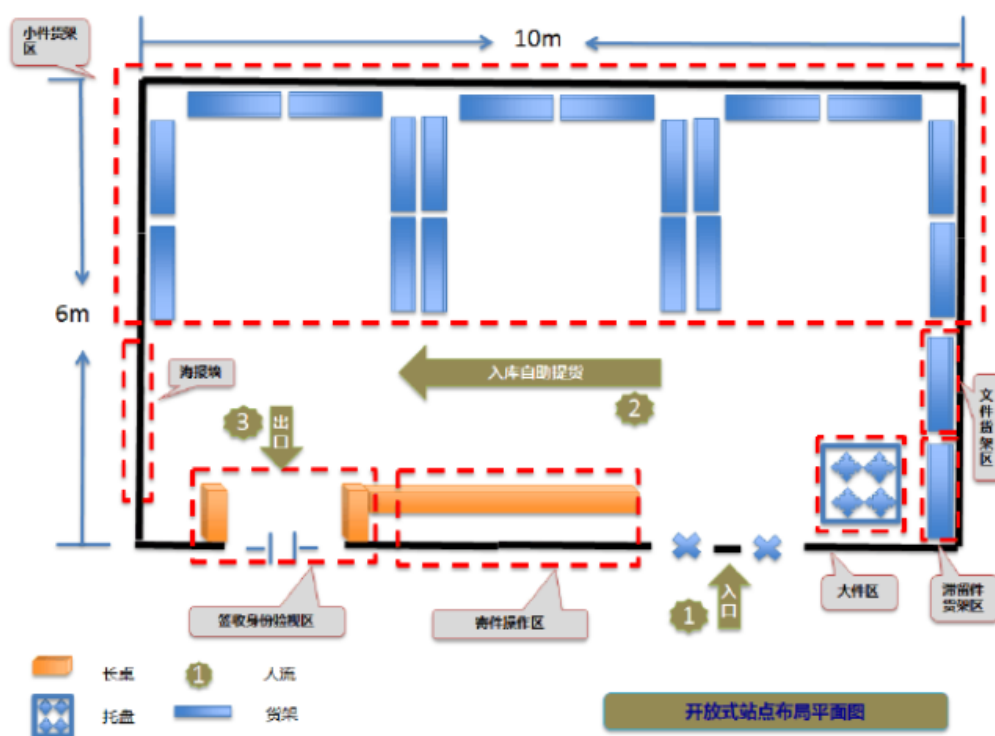 小件货架
区
10m
6m
海报墙
入库自助提货
2
3
出
口
文
件
货
架
区
1
入
口
签收身份验视区
寄件操作区
大件区
滞留件
货架区
长桌
1
人流
托盘
货架
开放式站点布局平面图